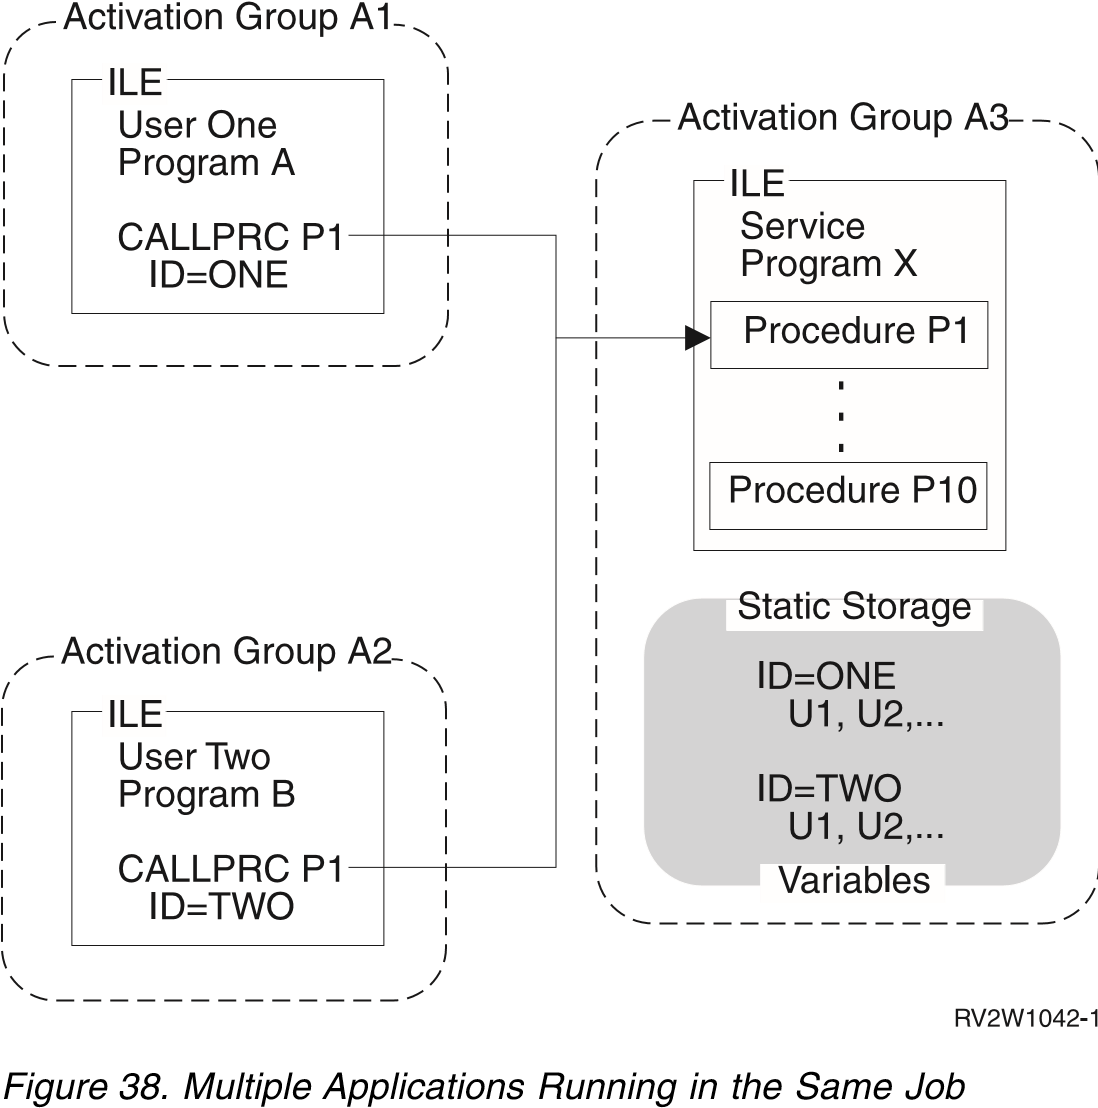 Activation Group A1
ILE
User One
Program A
CALLPRC P1
ID=ONE
Activation Group A2
ILE
User Two
Program B
CALLPRC P1
ID=TWO
Activation Group A3
ILE
Service
Program X
Procedure P1
.
.
.
Procedure P10
Static Storage
ID=ONE
U1, U2,...
ID=TWO
U1, U2,...
Variables
RV2W1042-1
Figure 38. Multiple Applications Running in the Same Job